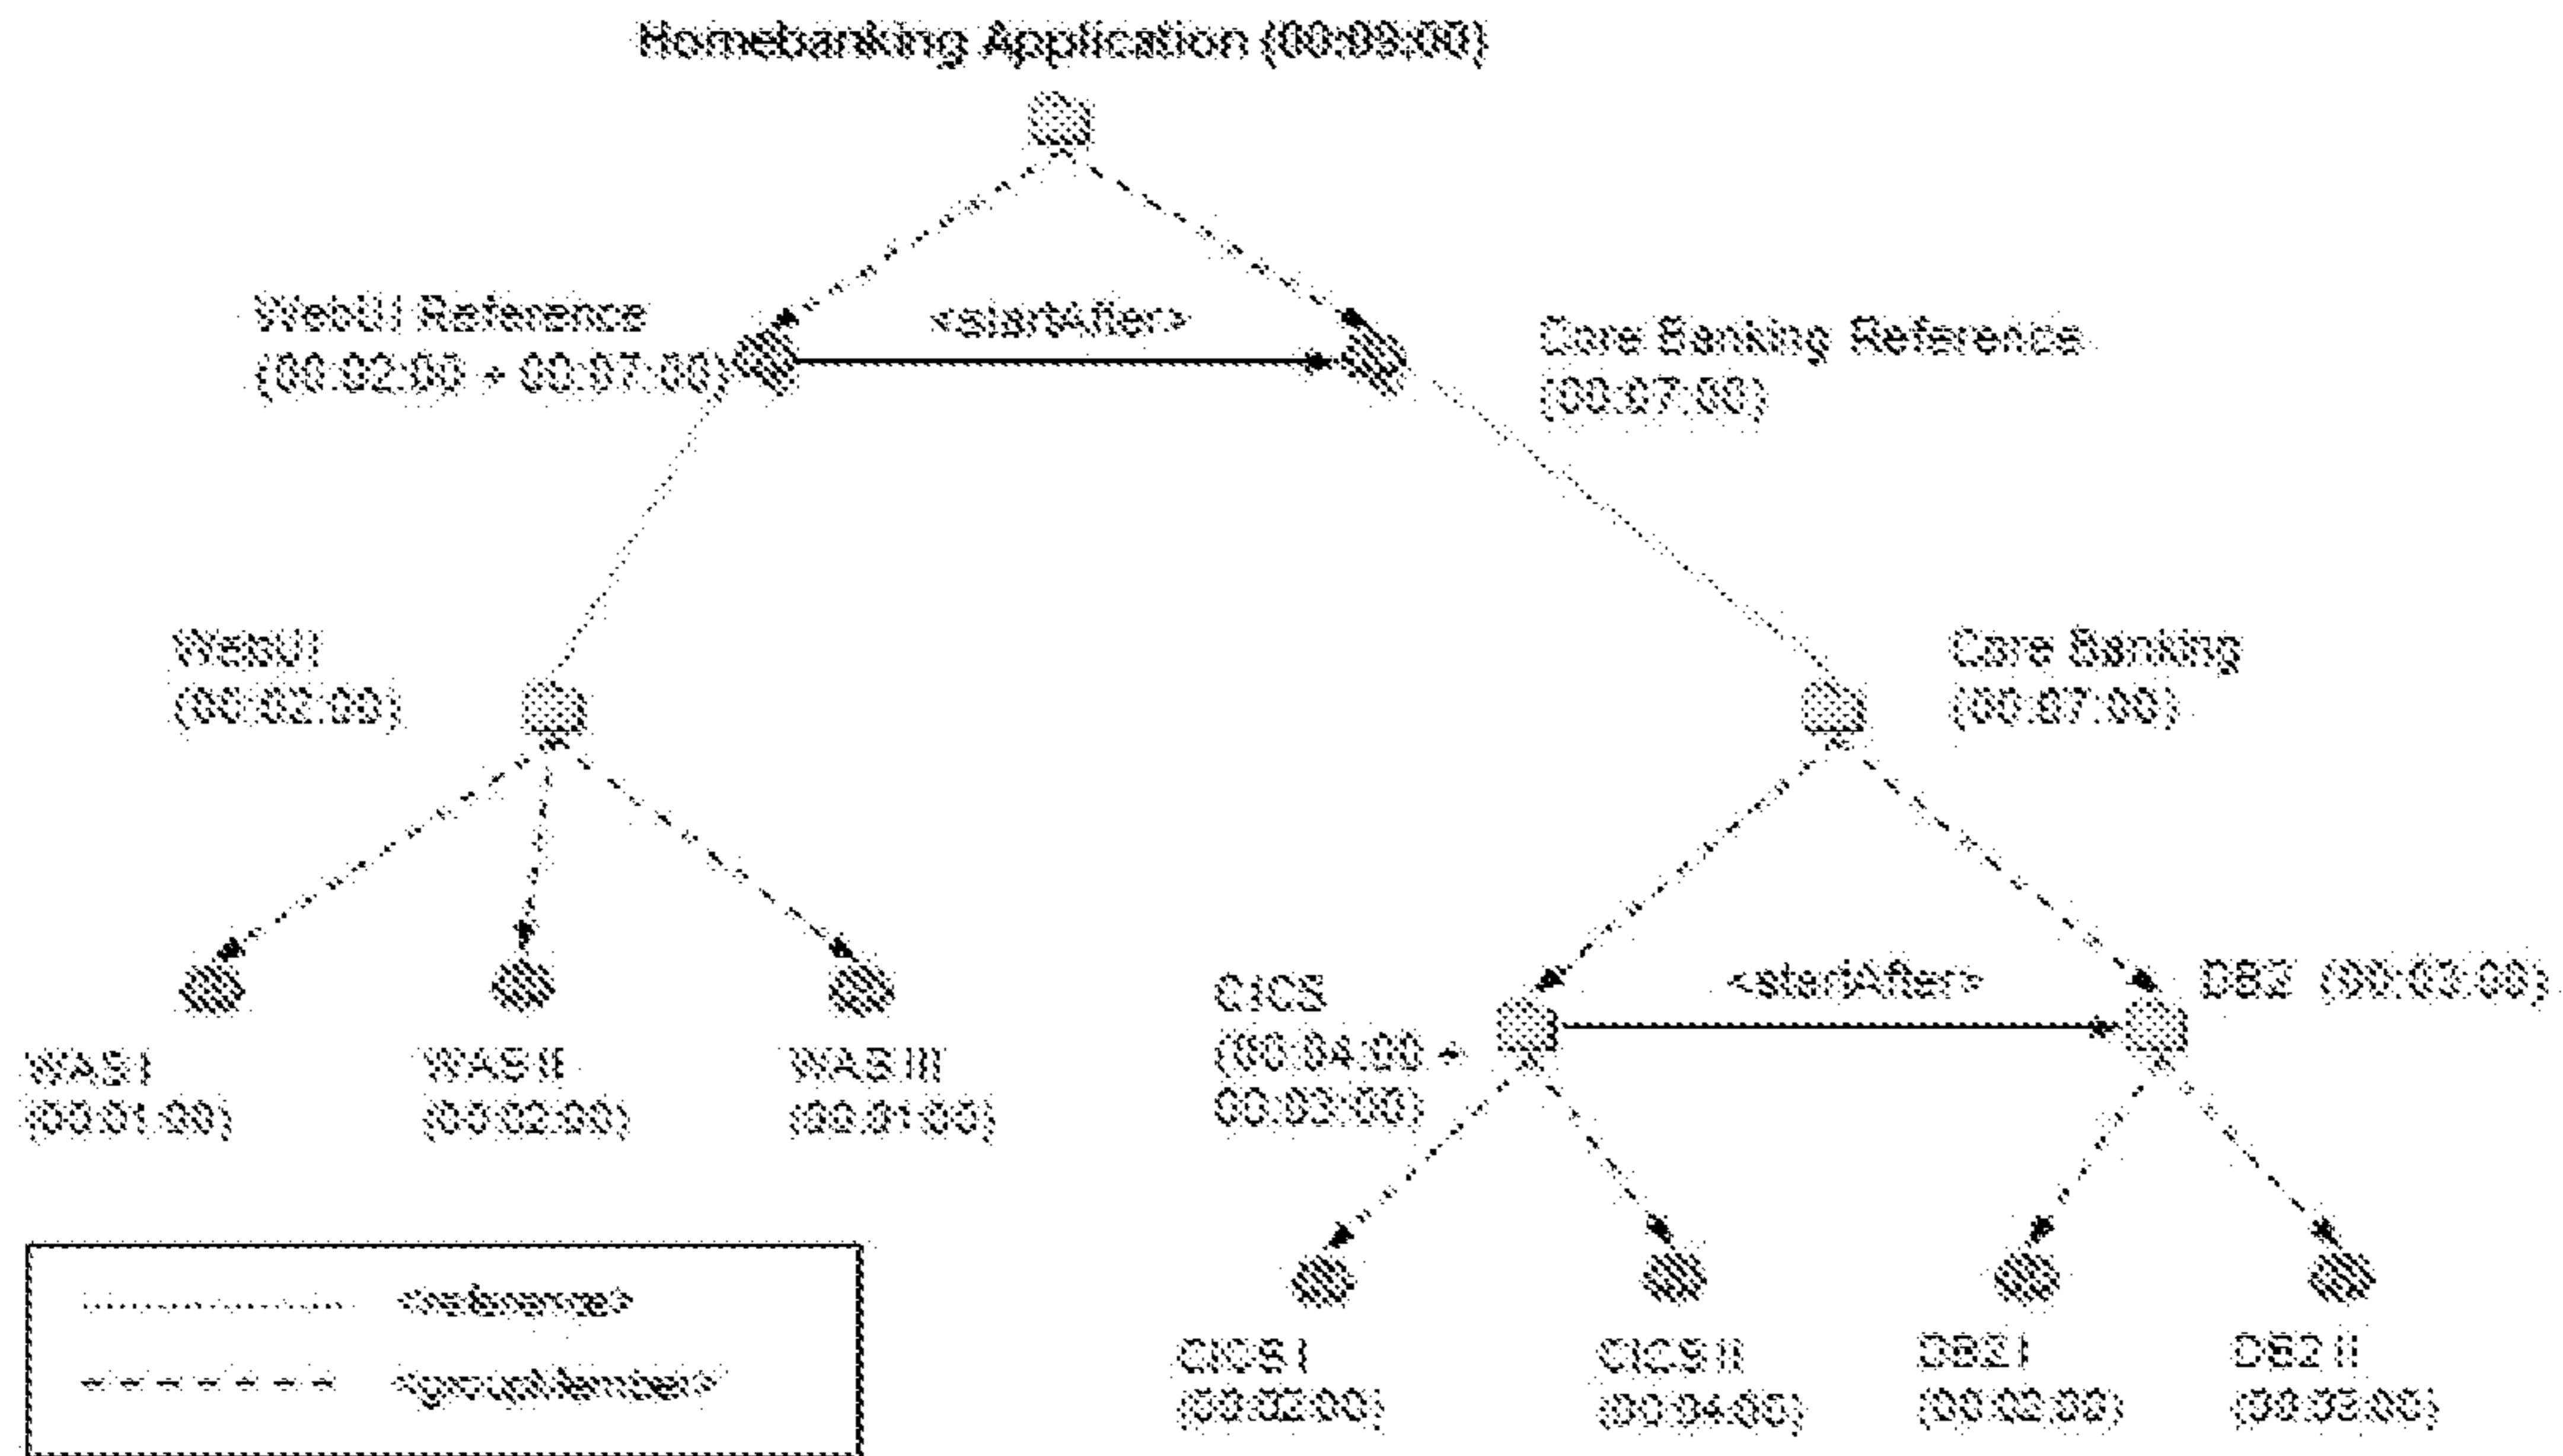 Homebanking Application (00:09:00)
WebUI Reference
(00:02:00 + 00:07:00)
<startAfter>
Core Banking Reference
(00:07:00)
WebUI
(00:02:00)
Core Banking
(00:07:00)
WAS I
(00:01:00)
WAS II
(00:02:00)
WAS III
(00:01:00)
CICS
(00:04:00 +
00:03:00)
<startAfter>
DB2 (00:03:00)
CICS I
(00:02:00)
CICS II
(00:04:00)
DB2 I
(00:02:00)
DB2 II
(00:03:00)
<reference>
<groupMember>